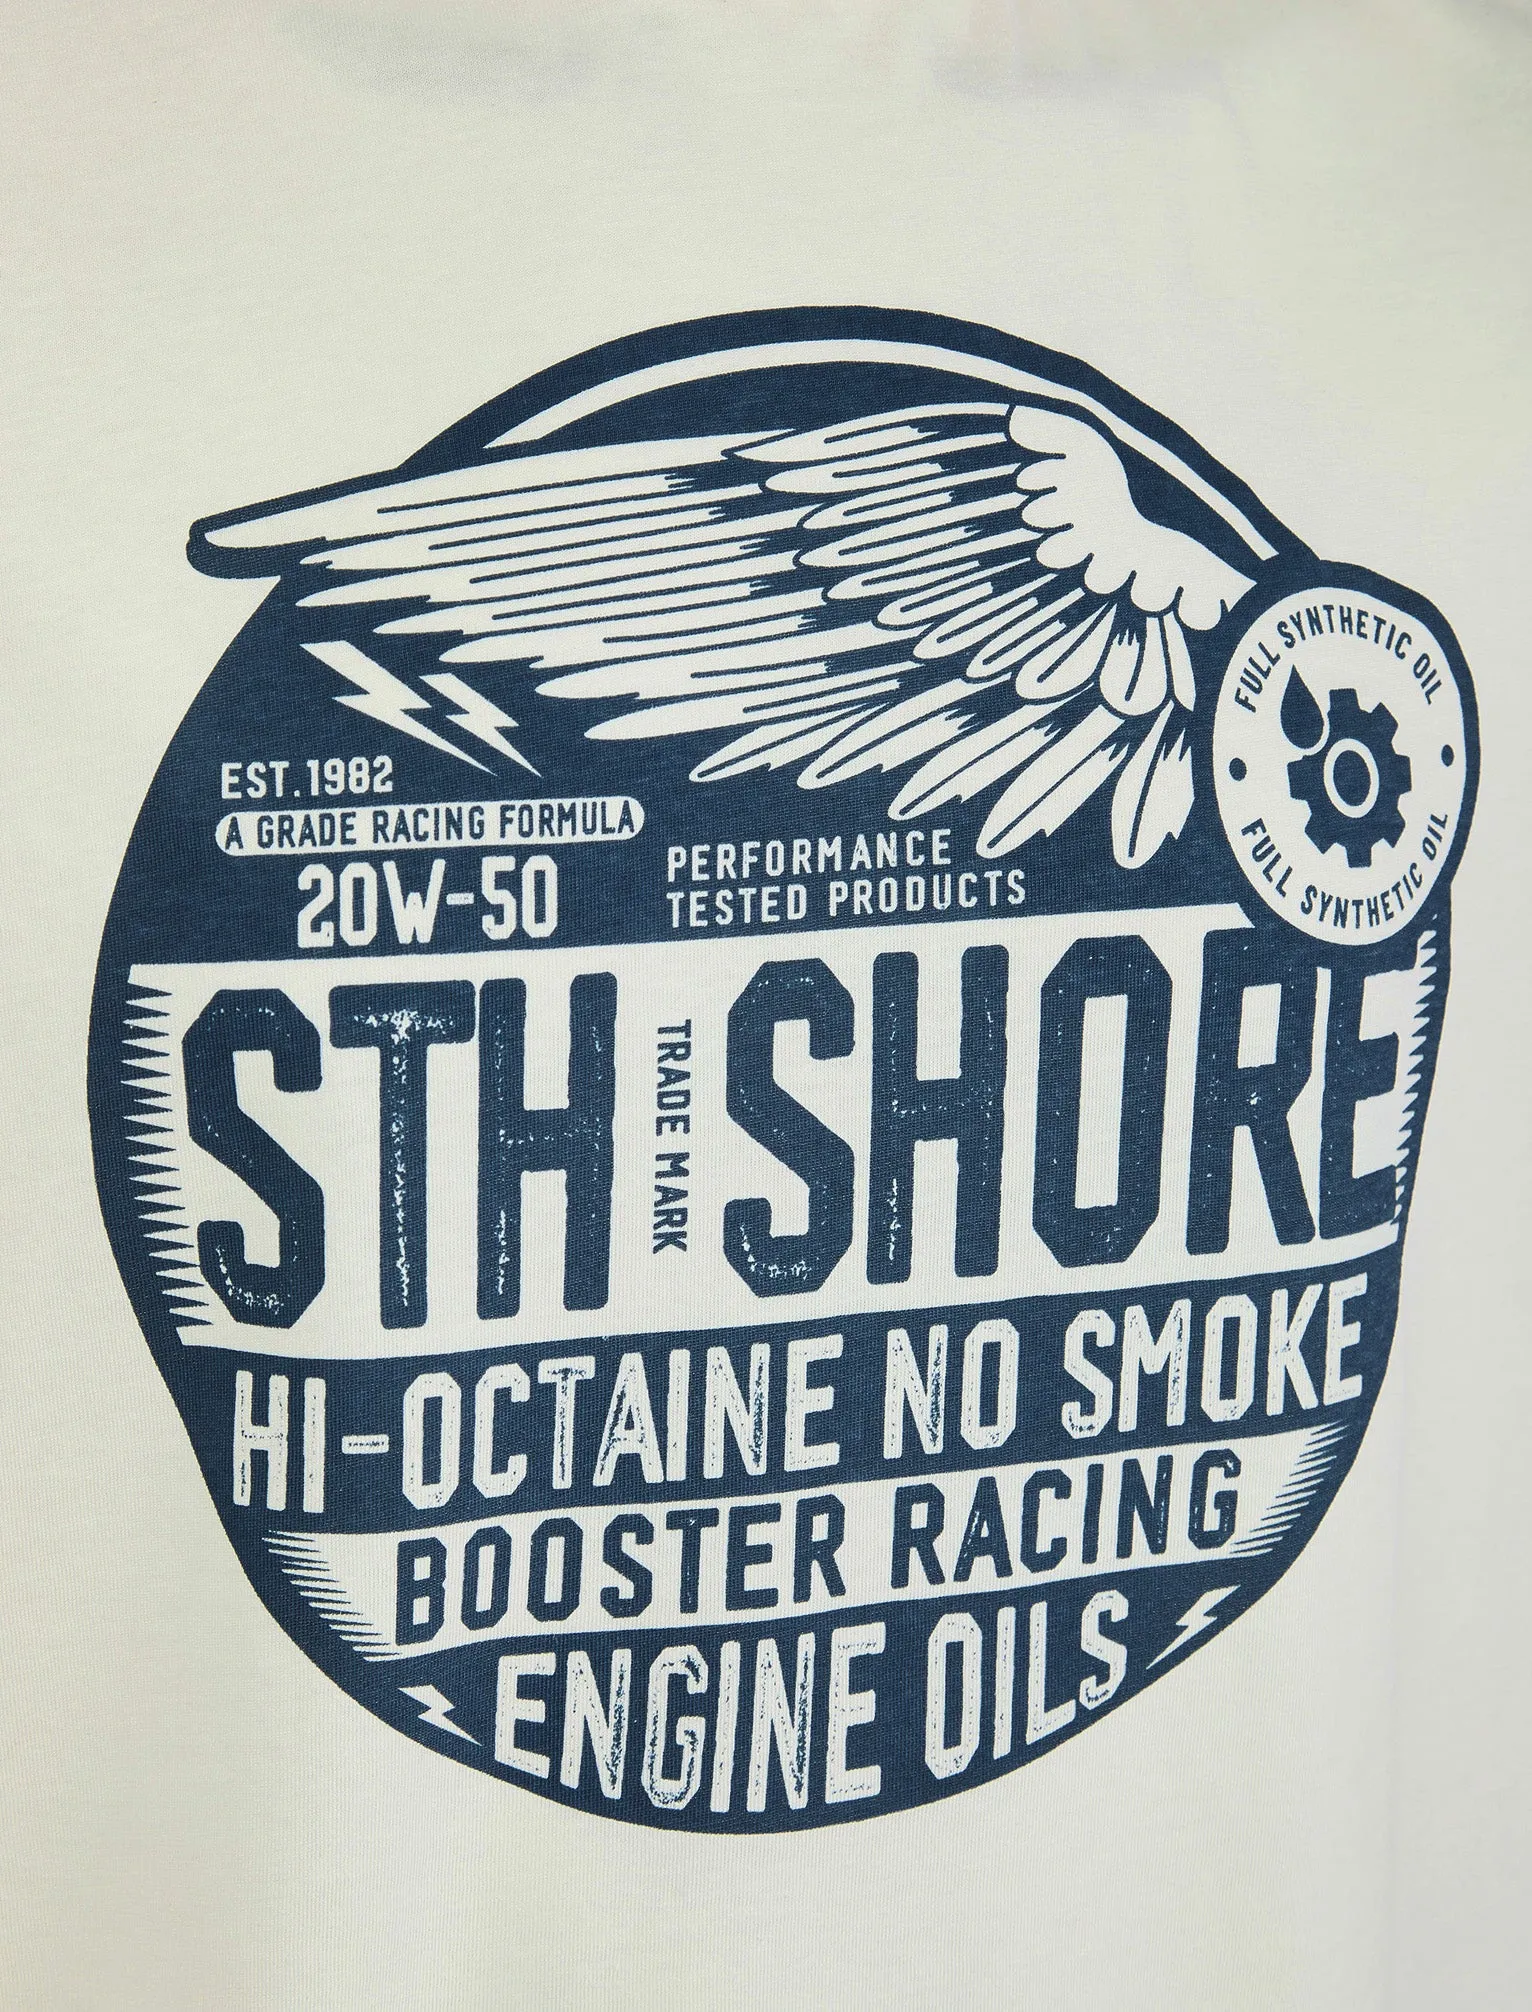 FULL SYNTHETIC OIL
FULL SYNTHETIC OIL
EST.1982
A GRADE RACING FORMULA
20W-50
PERFORMANCE
TESTED PRODUCTS
STH SHORE
TRADE MARK
HI-OCTAINE NO SMOKE
BOOSTER RACING
ENGINE OILS